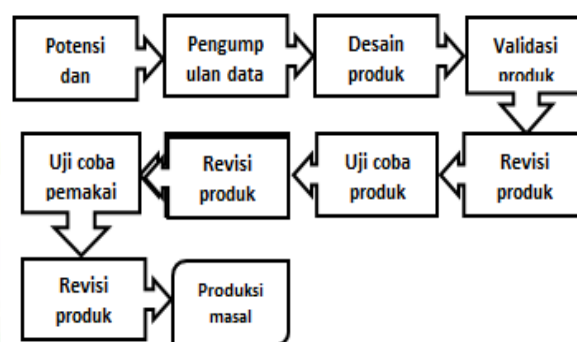 Potensi
dan
Pengump
ulan data
Desain
produk
Validasi
produk
Revisi
produk
Uji coba
produk
Revisi
produk
Uji coba
pemakai
Revisi
produk
Produksi
masal